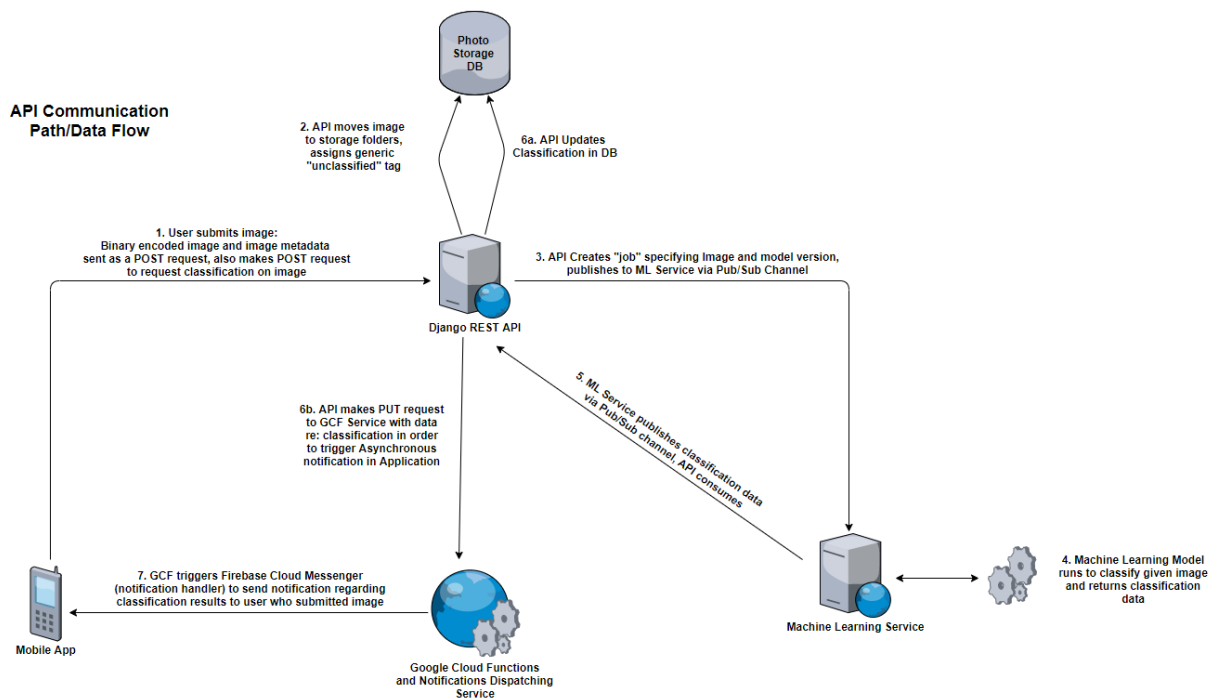 Photo
Storage
DB
API Communication
Path/Data Flow
2. API moves image
to storage folders,
assigns generic
"unclassified" tag
6a. API Updates
Classification in DB
1. User submits image:
Binary encoded image and image metadata
sent as a POST request, also makes POST request
to request classification on image
3. API Creates "job" specifying Image and model version,
publishes to ML Service via Pub/Sub Channel
Django REST API
5. ML Service publishes classification data
via Pub/Sub channel, API consumes
6b. API makes PUT request
to GCF Service with data
re: classification in order
to trigger Asynchronous
notification in Application
4. Machine Learning Model
runs to classify given image
and returns classification
data
7. GCF triggers Firebase Cloud Messenger
(notification handler) to send notification regarding
classification results to user who submitted image
Machine Learning Service
Mobile App
Google Cloud Functions
and Notifications Dispatching
Service